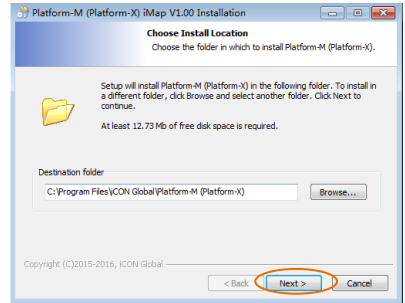 Platform-M (Platform-X) iMap V1.00 Installation
Choose Install Location
Choose the folder in which to install Platform-M (Platform-X).
Setup will install Platform-M (Platform-X) in the following folder. To install in
a different folder, click Browse and select another folder. Click Next to
continue.
At least 12.73 Mb of free disk space is required.
Destination folder
C:\Program Files\iCON Global\Platform-M (Platform-X)
Browse...
Copyright (C)2015-2016, iCON Global
< Back
Next >
Cancel